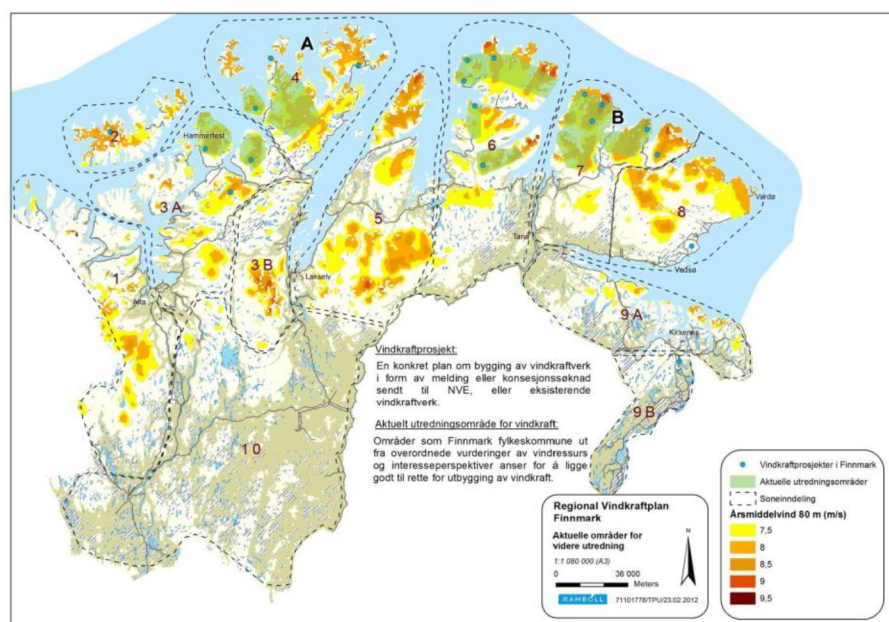 A
4
2
Hammerfest
B
6
7
3 A
8
Vardø
5
Tana
3 B
Lakselv
Vadsø
1
Alta
9 A
Kirkenes
Vindkraftprosjekt:
En konkret plan om bygging av vindkraftverk
i form av melding eller konsesjonssøknad
sendt til NVE, eller eksisterende
vindkraftverk.
9 B
Aktuelt utredningsområde for vindkraft:
Områder som Finnmark fylkeskommune ut
fra overordnede vurderinger av vindressurs
og interesseperspektiver anser for å ligge
godt til rette for utbygging av vindkraft.
1 0
Regional Vindkraftplan
Finnmark
Aktuelle områder for
videre utredning
1:1 080 000 (A3)
N
0 36 000
Meters
RAMBOLL 71101778/TPU/23.02.2012
Vindkraftprosjekter i Finnmark
Aktuelle utredningsområder
Soneinndeling
Årsmiddelvind 80 m (m/s)
7,5
8
8,5
9
9,5